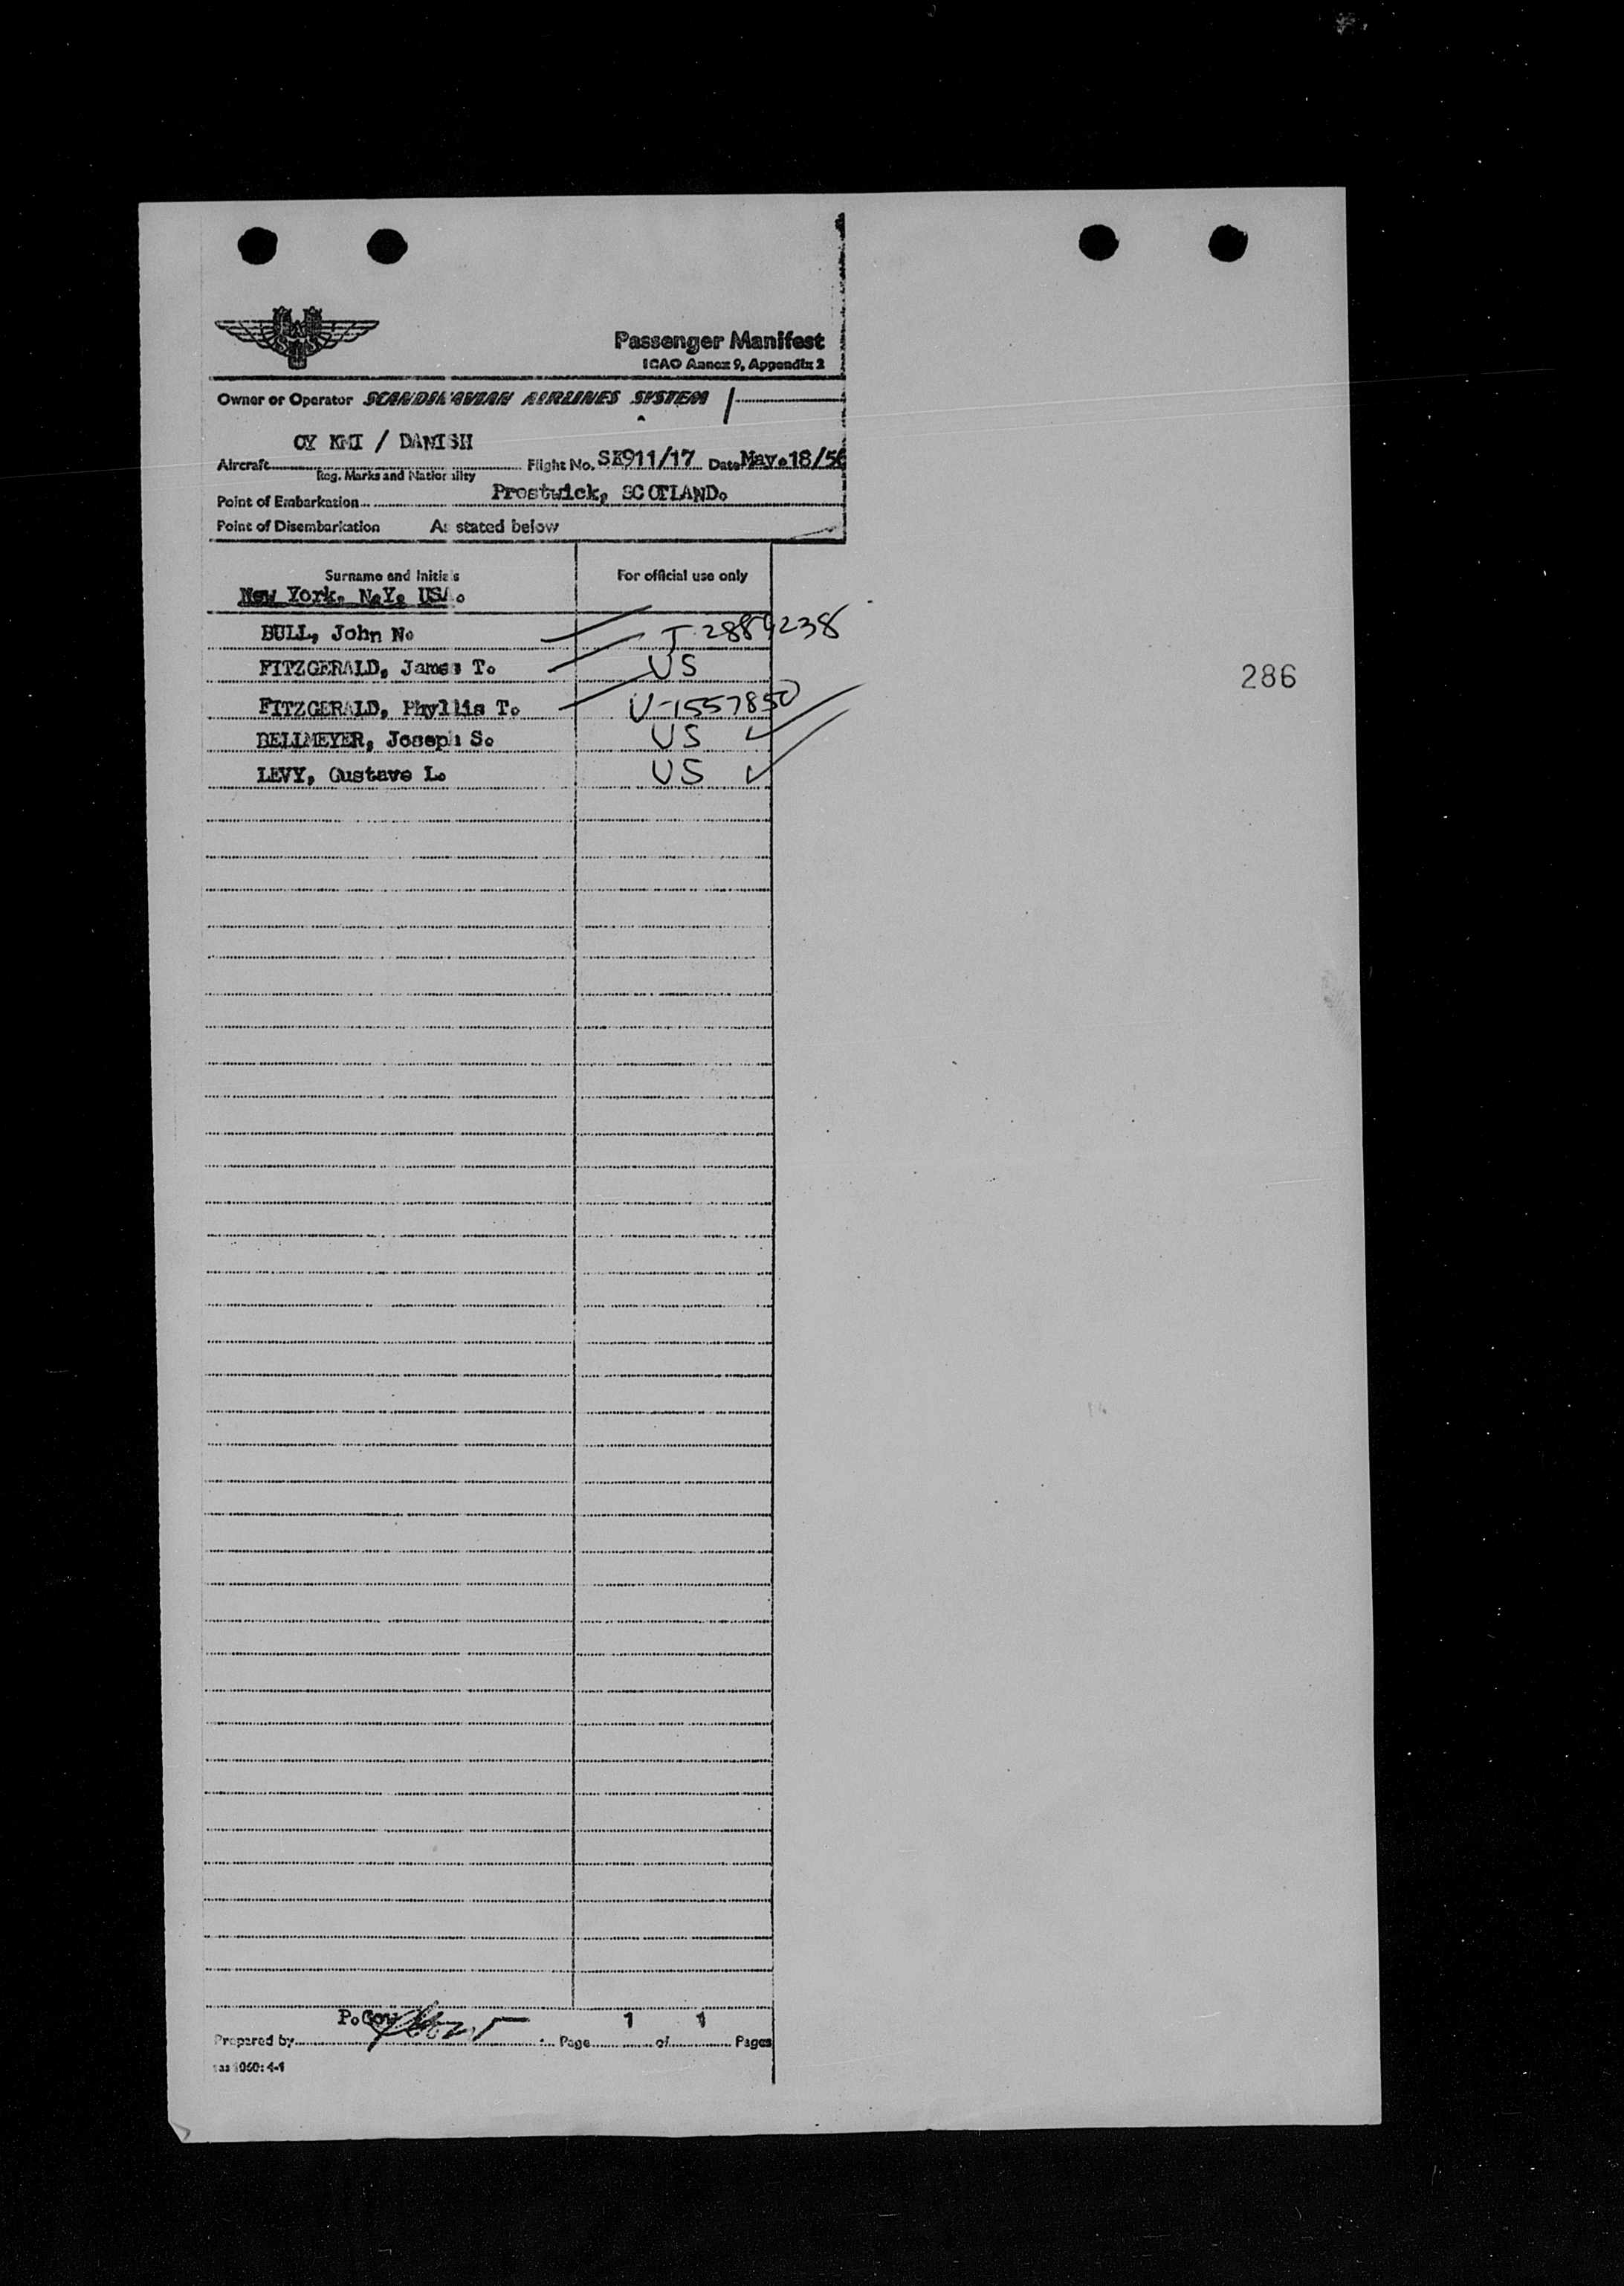 Passenger Manifest
ICAO Annex 9, Appendix 2
Owner or Operator SCANDINAVIAN AIRLINES SYSTEM
OY KMI / DANISH
Aircraft Flight No. SK911/17 Date May.18/56
Reg. Marks and Nationality
Point of Embarkation Prestwick, SCOTLAND.
Point of Disembarkation As stated below
Surname and Initials For official use only
New York, N.Y. USA.
BULL, John N. 238
FITZGERALD, James T. US
286
FITZGERALD, Phyllis T. V-1557850
BELLMEYER, Joseph S. US
LEVY, Gustave L. US
P.
Prepared by Page 1 of 1 Pages